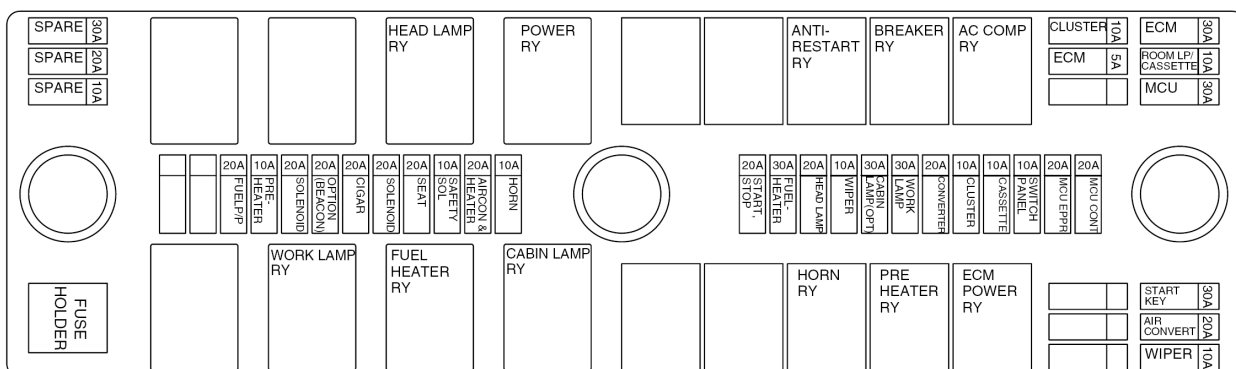 SPARE 30A
SPARE 20A
SPARE 10A
HEAD LAMP
RY
POWER
RY
ANTI-
RESTART
RY
BREAKER
RY
AC COMP
RY
CLUSTER 10A
ECM 5A
ECM 30A
ROOM LP/
CASSETTE 10A
MCU 30A
20A
FUELP/P
10A
PRE-
HEATER
20A
SOLENOID
20A
OPTION
(BEACON)
20A
CIGAR
20A
SOLENOID
20A
SEAT
10A
SAFETY
SOL
20A
AIRCON &
HEATER
10A
HORN
20A
START,
STOP
30A
FUEL-
HEATER
20A
HEAD LAMP
10A
WIPER
30A
CABIN
LAMP(OPT)
30A
WORK
LAMP
20A
CONVERTER
10A
CLUSTER
10A
CASSETTE
10A
SWITCH
PANEL
20A
MCU EPPR
20A
MCU CONT
FUSE
HOLDER
WORK LAMP
RY
FUEL
HEATER
RY
CABIN LAMP
RY
HORN
RY
PRE
HEATER
RY
ECM
POWER
RY
START
KEY 30A
AIR
CONVERT 20A
WIPER 10A